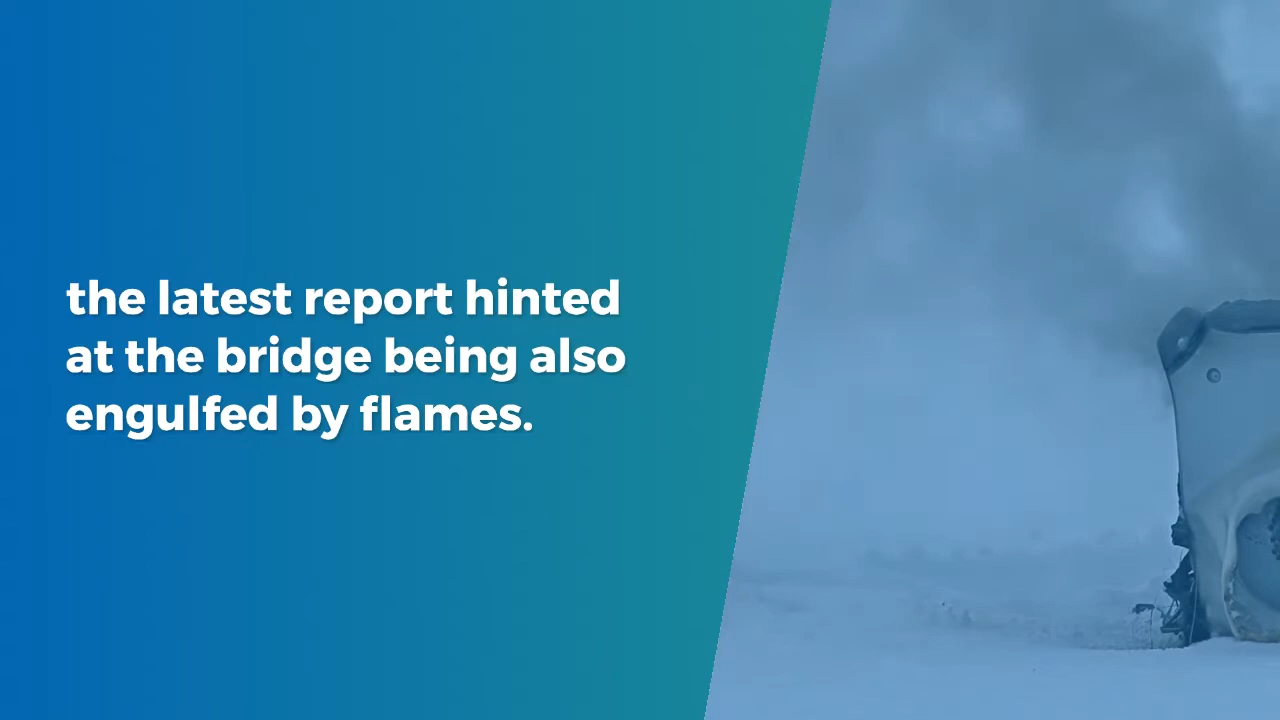 the latest report hinted
at the bridge being also
engulfed by flames.